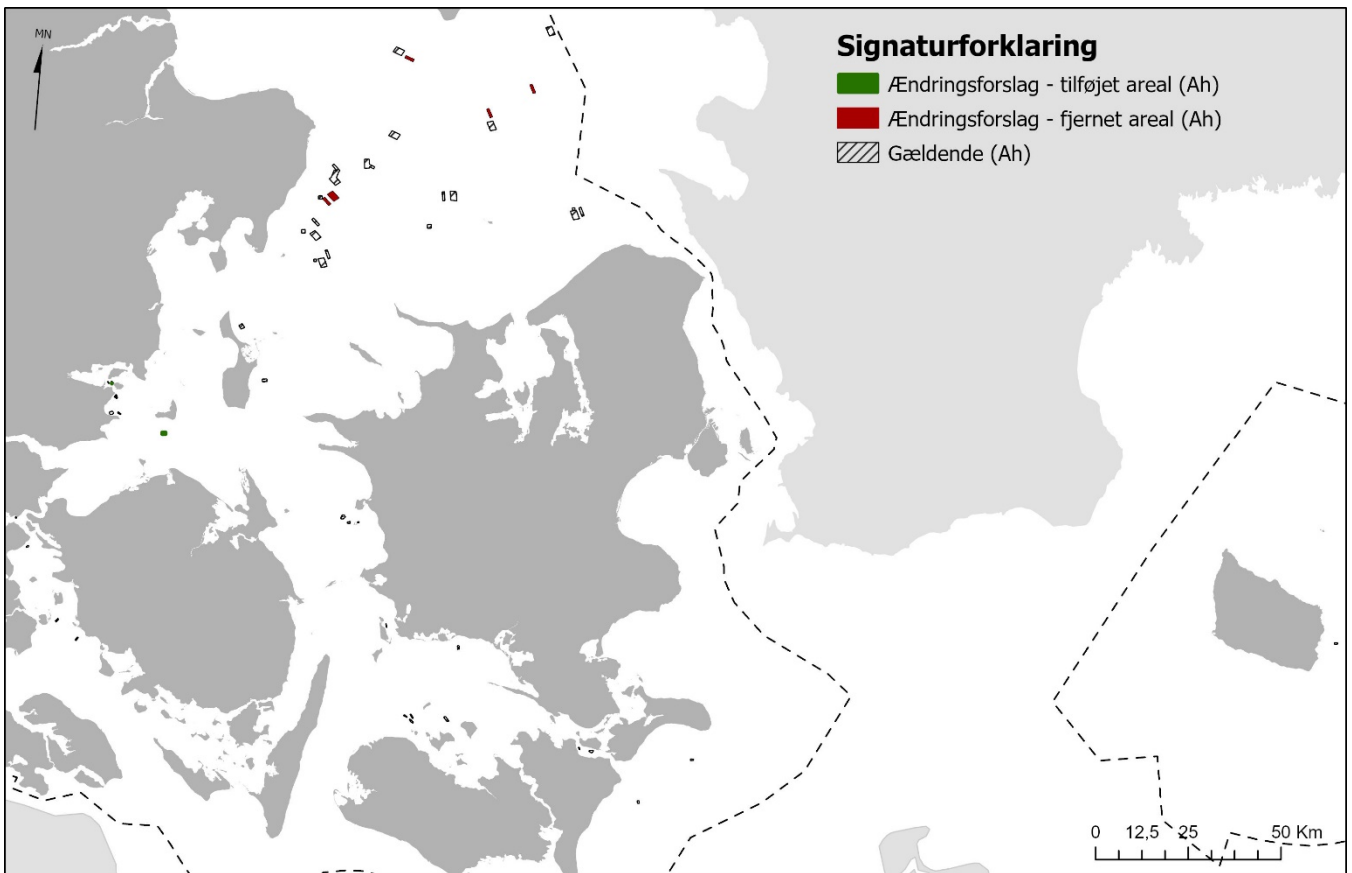 MN
Signaturforklaring
Ændringsforslag - tilføjet areal (Ah)
Ændringsforslag - fjernet areal (Ah)
Gældende (Ah)
0 12,5 25 50 Km